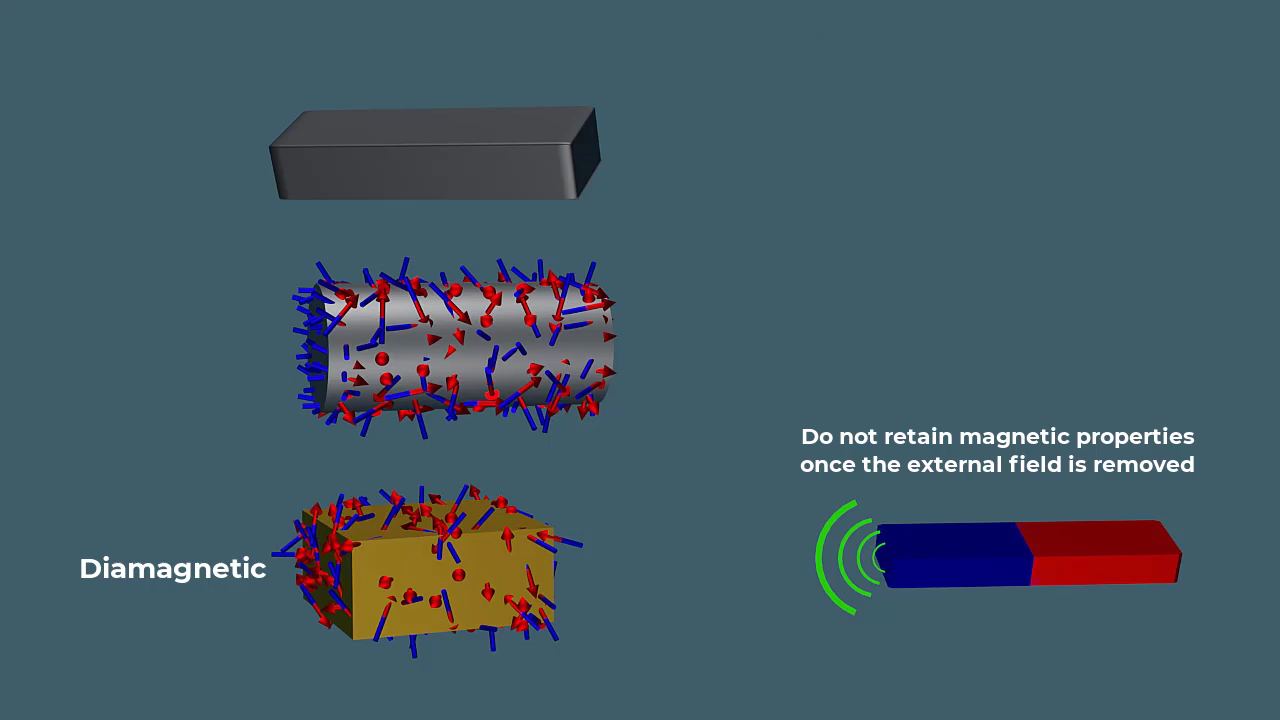 Do not retain magnetic properties
once the external field is removed
Diamagnetic